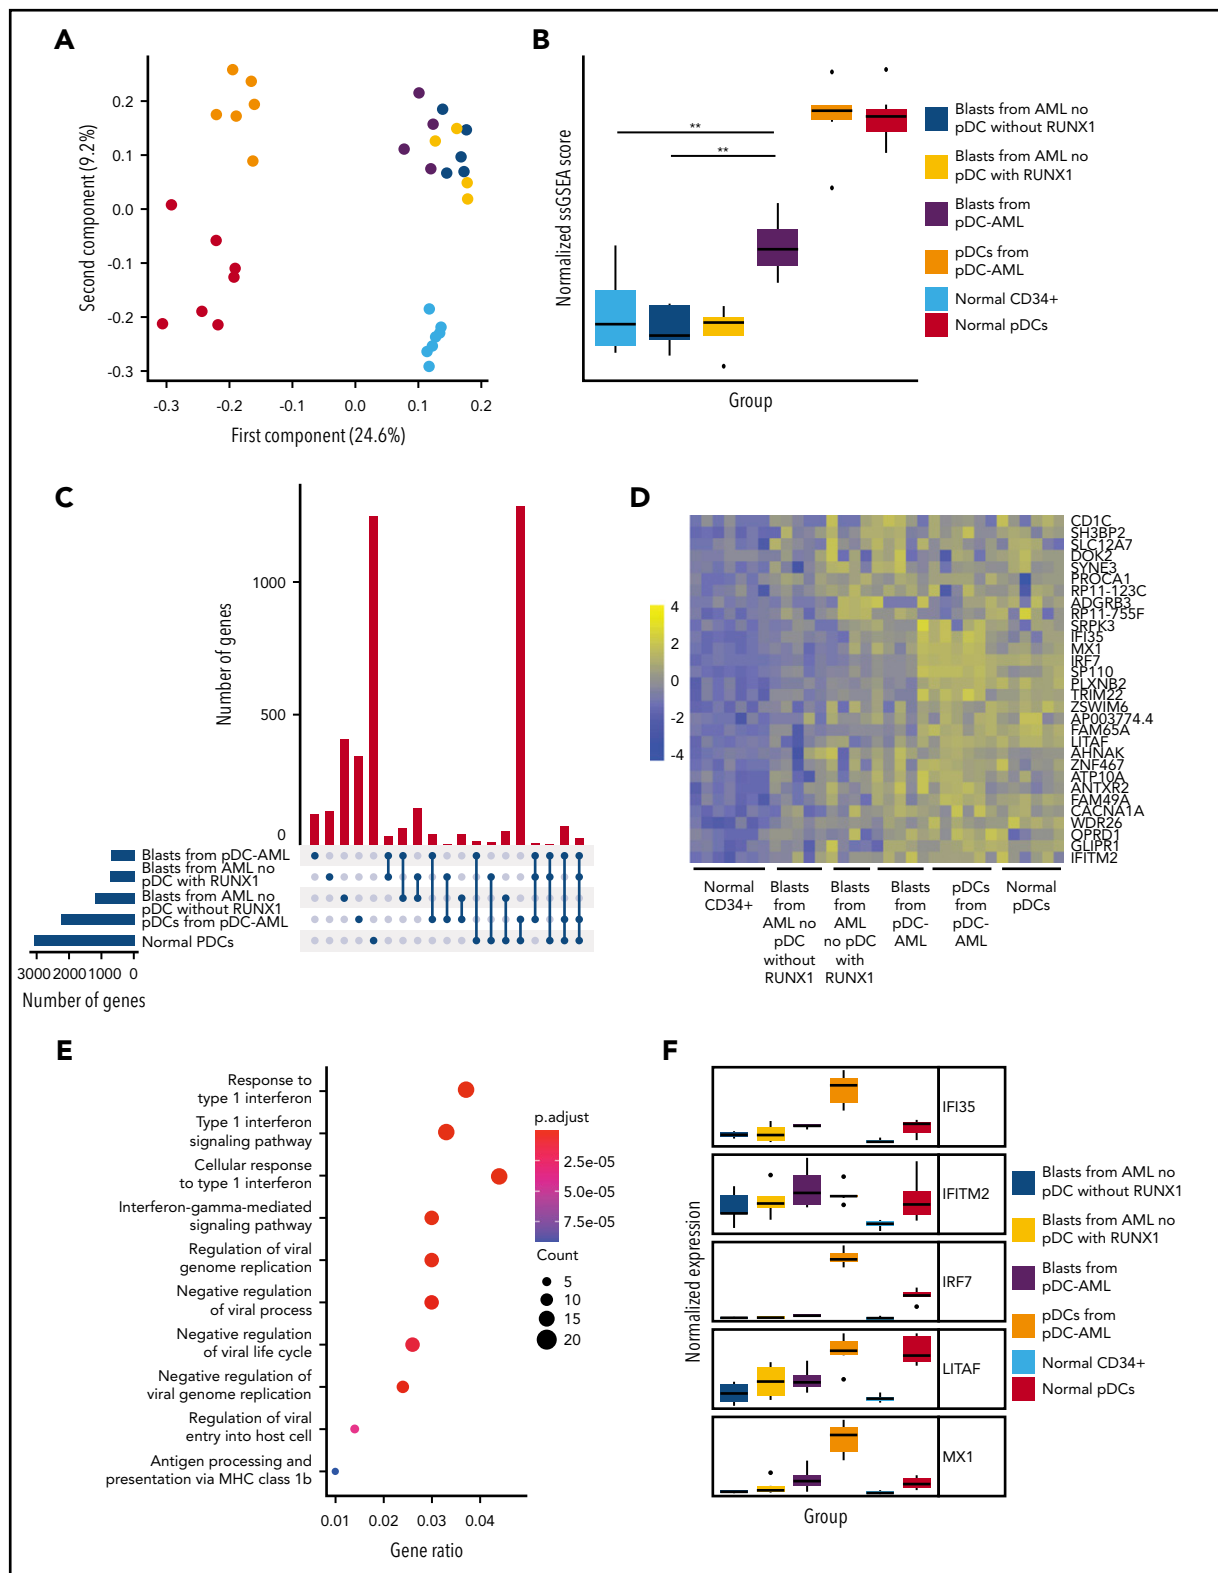 A
0.2
0.1
0.0
-0.1
-0.2
-0.3
Second component (9.2%)
-0.3
-0.2
-0.1
0.0
0.1
0.2
First component (24.6%)
B
Normalized ssGSEA score
**
**
Group
Blasts from AML no
pDC without RUNX1
Blasts from AML no
pDC with RUNX1
Blasts from
pDC-AML
pDCs from
pDC-AML
Normal CD34+
Normal pDCs
C
Number of genes
1000
500
0
Blasts from pDC-AML
Blasts from AML no
pDC with RUNX1
Blasts from AML no
pDC without RUNX1
pDCs from pDC-AML
Normal PDCs
3000
2000
1000
0
Number of genes
D
4
2
0
-2
-4
CD1C
SH3BP2
SLC12A7
DOK2
SYNE3
PROCA1
RP11-123C
ADGRB3
RP11-755F
SRPK3
IFI35
MX1
IRF7
SP110
PLXNB2
TRIM22
ZSWIM6
AP003774.4
FAM65A
LITAF
AHNAK
ZNF467
ATP10A
ANTXR2
FAM49A
CACNA1A
WDR26
OPRD1
GLIPR1
IFITM2
Normal
CD34+
Blasts
from
AML no
pDC
without
RUNX1
Blasts
from
AML
no pDC
with
RUNX1
Blasts
from
pDC-
AML
pDCs
from
pDC-
AML
Normal
pDCs
E
Response to
type 1 interferon
Type 1 interferon
signaling pathway
Cellular response
to type 1 interferon
Interferon-gamma-mediated
signaling pathway
Regulation of viral
genome replication
Negative regulation
of viral process
Negative regulation
of viral life cycle
Negative regulation of
viral genome replication
Regulation of viral
entry into host cell
Antigen processing and
presentation via MHC class 1b
0.01
0.02
0.03
0.04
Gene ratio
p.adjust
2.5e-05
5.0e-05
7.5e-05
Count
5
10
15
20
F
Normalized expression
IFI35
IFITM2
IRF7
LITAF
MX1
Group
Blasts from AML no
pDC without RUNX1
Blasts from AML no
pDC with RUNX1
Blasts from
pDC-AML
pDCs from
pDC-AML
Normal CD34+
Normal pDCs